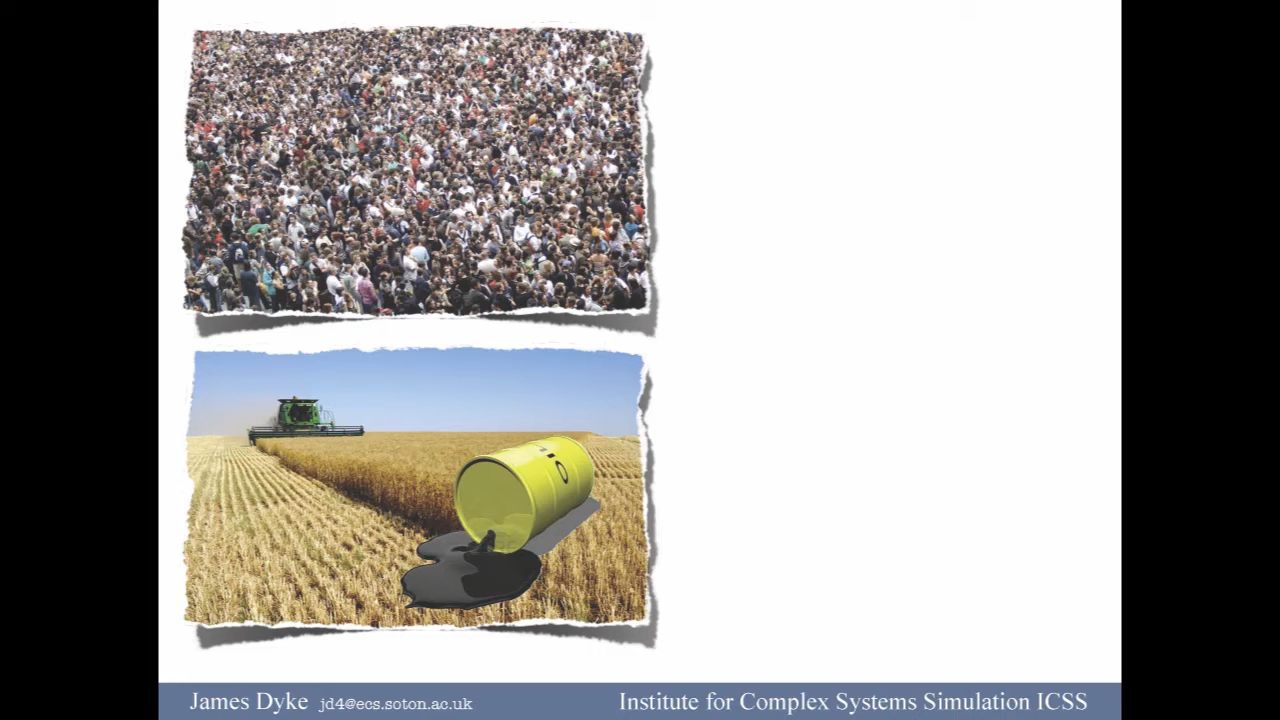 James Dyke jd4@ecs.soton.ac.uk
Institute for Complex Systems Simulation ICSS